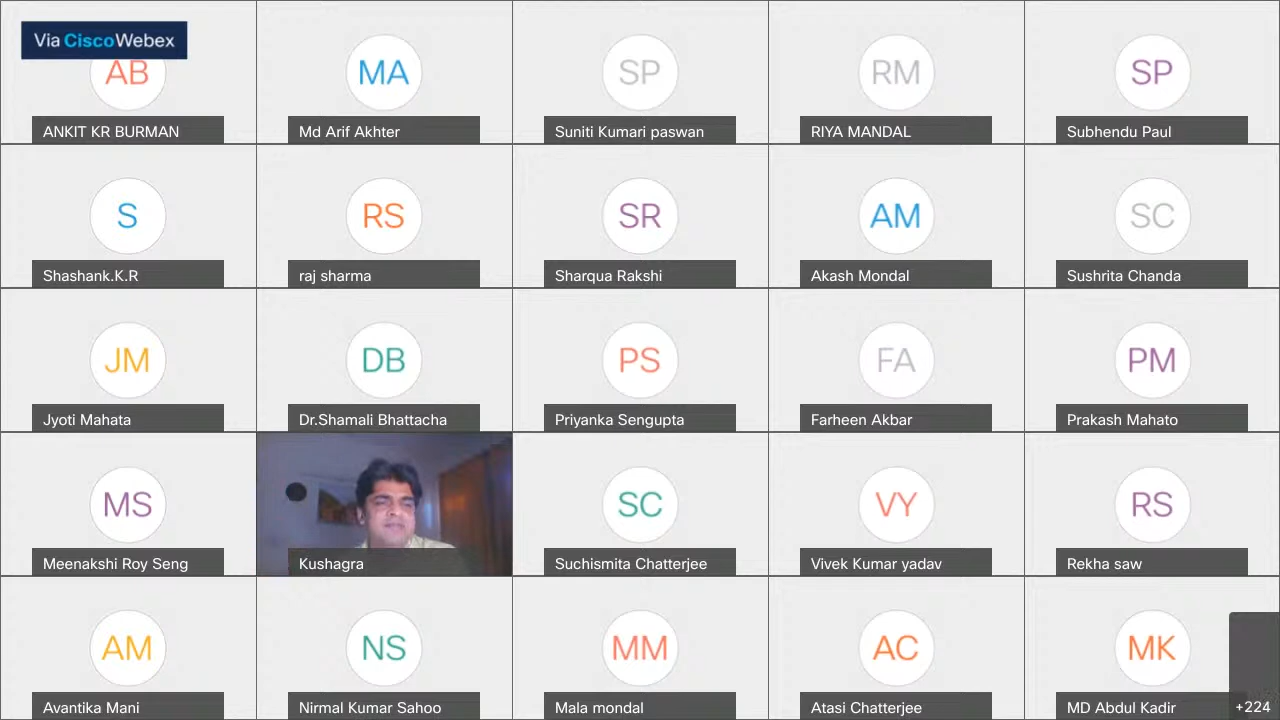 Via CiscoWebex
AB
MA
SP
RM
SP
ANKIT KR BURMAN
Md Arif Akhter
Suniti Kumari paswan
RIYA MANDAL
Subhendu Paul
S
RS
SR
AM
SC
Shashank.K.R
raj sharma
Sharqua Rakshi
Akash Mondal
Sushrita Chanda
JM
DB
PS
FA
PM
Jyoti Mahata
Dr.Shamali Bhattacha
Priyanka Sengupta
Farheen Akbar
Prakash Mahato
MS
SC
VY
RS
Meenakshi Roy Seng
Kushagra
Suchismita Chatterjee
Vivek Kumar yadav
Rekha saw
AM
NS
MM
AC
MK
Avantika Mani
Nirmal Kumar Sahoo
Mala mondal
Atasi Chatterjee
MD Abdul Kadir
+224